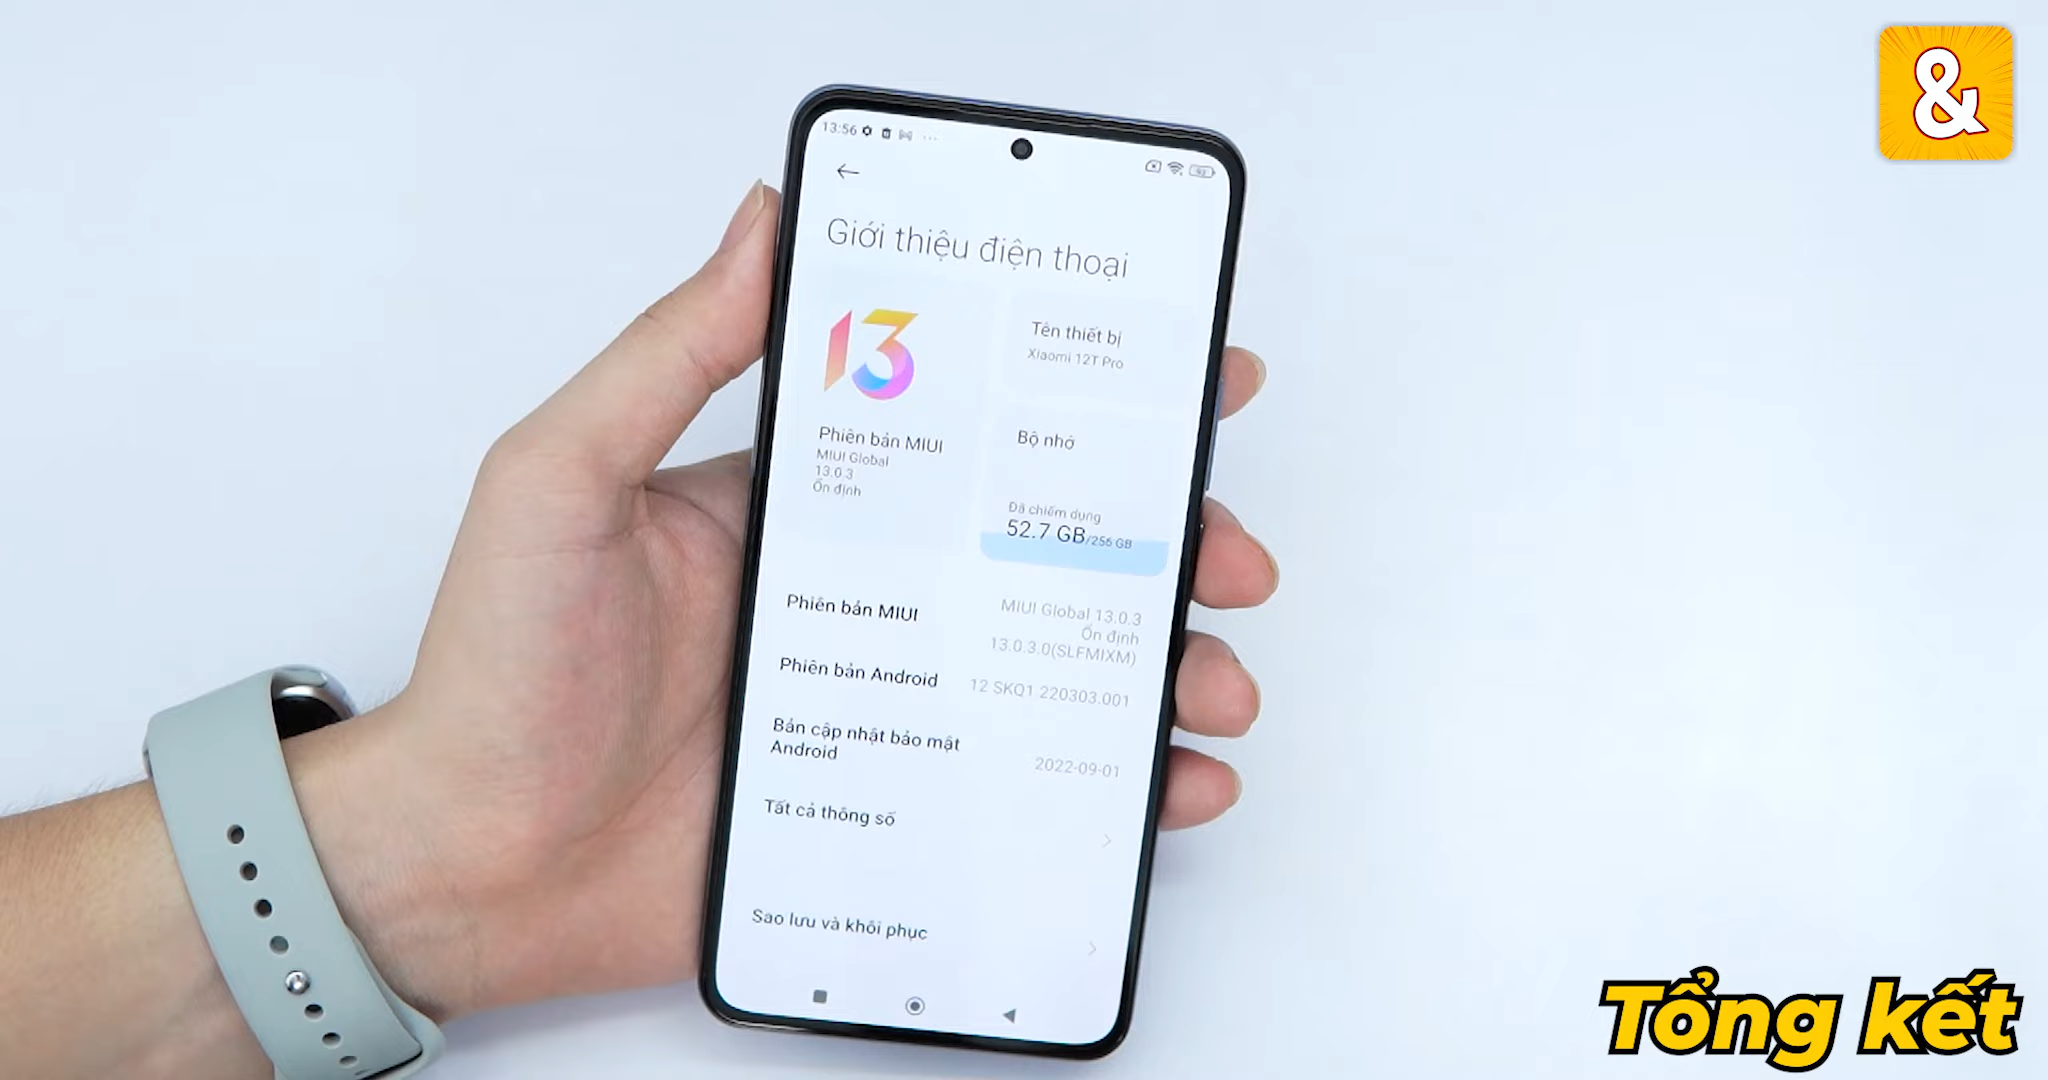 &
13:56
Giới thiệu điện thoại
13
Tên thiết bị
Xiaomi 12T Pro
Phiên bản MIUI
MIUI Global
13.0.3
Ổn định
Bộ nhớ
Đã chiếm dụng
52.7 GB/256 GB
Phiên bản MIUI
MIUI Global 13.0.3
Ổn định
13.0.3.0(SLFMIXM)
Phiên bản Android
12 SKQ1.220303.001
Bản cập nhật bảo mật
Android
2022-09-01
Tất cả thông số
Sao lưu và khôi phục
Tổng kết